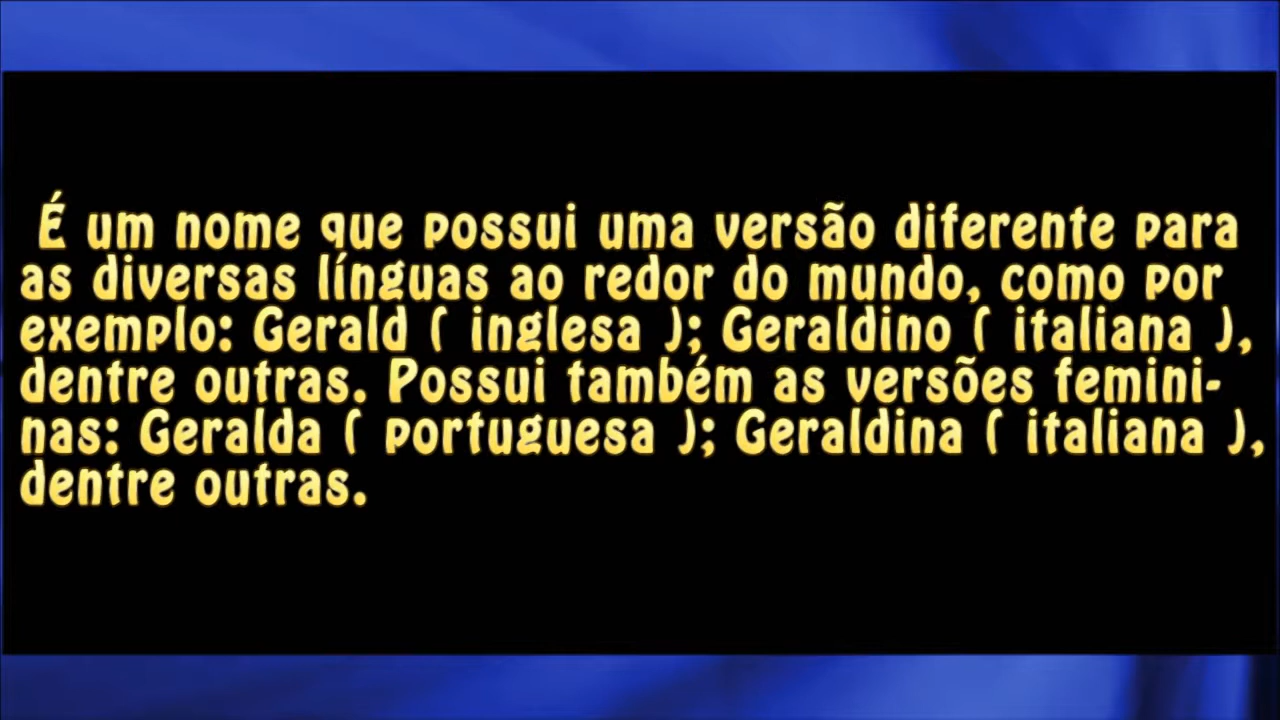 É um nome que possui uma versão diferente para
as diversas línguas ao redor do mundo, como por
exemplo: Gerald ( inglesa ); Geraldino ( italiana ),
dentre outras. Possui também as versões femini-
nas: Geralda ( portuguesa ); Geraldina ( italiana ),
dentre outras.